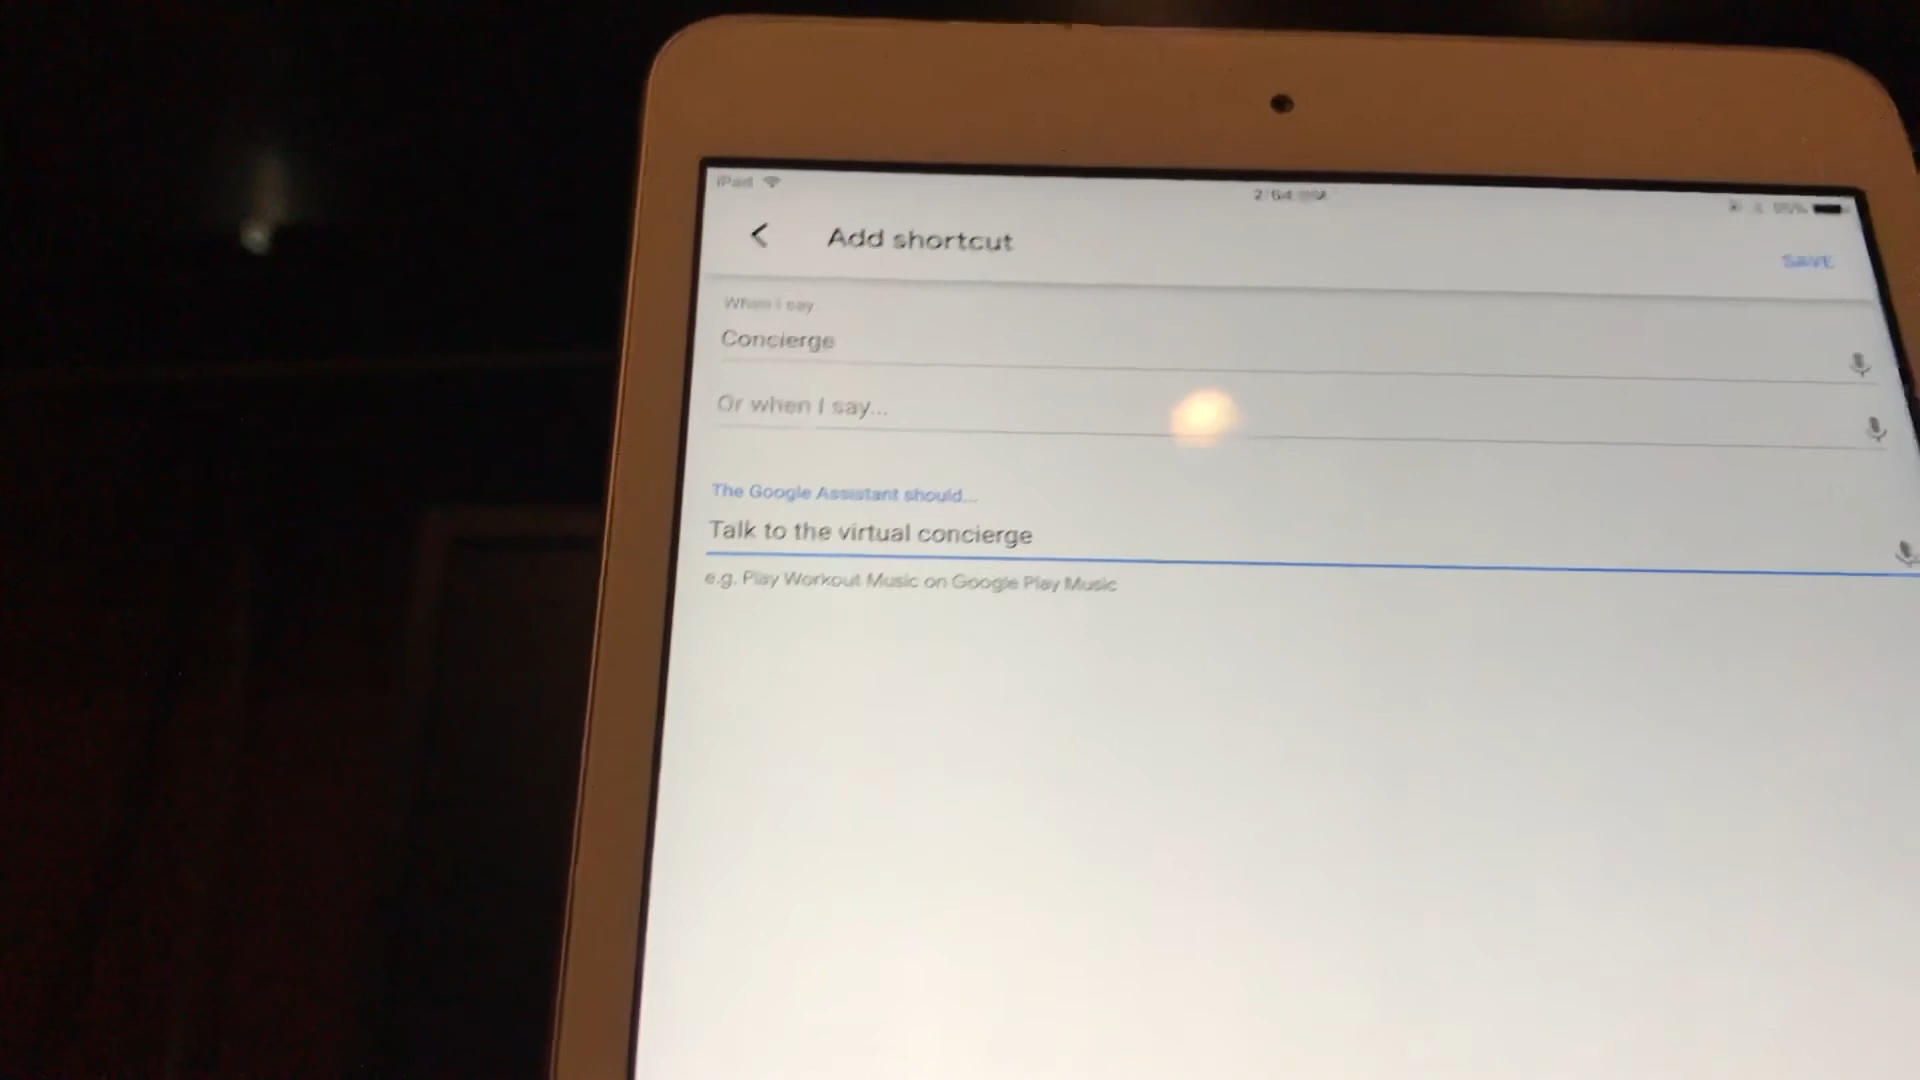 iPad
Add shortcut
SAVE
When I say
Concierge
Or when I say...
The Google Assistant should...
Talk to the virtual concierge
e.g. Play Workout Music on Google Play Music